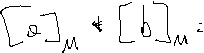 [a]_M * [b]_M =